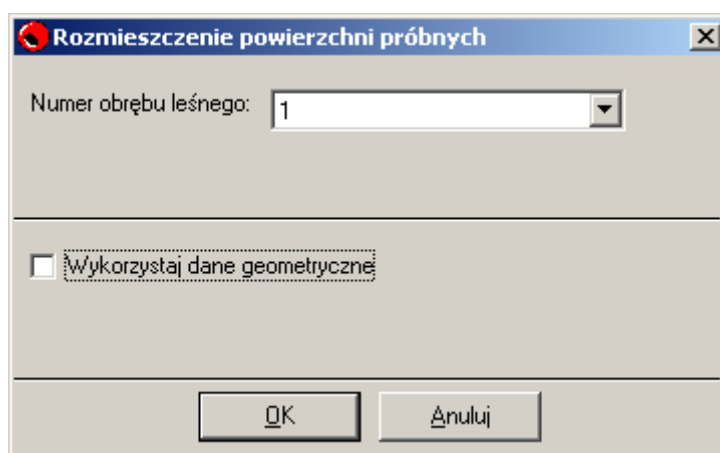 Rozmieszczenie powierzchni próbnych
Numer obrębu leśnego: 1
Wykorzystaj dane geometryczne
OK Anuluj